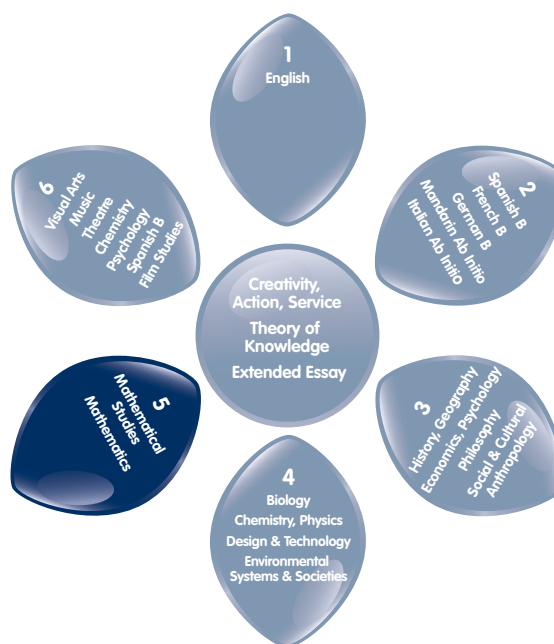 1
English
2
Spanish B
French B
German B
Mandarin Ab Initio
Italian Ab InitiO
3
History, Geography
Economics, Psychology
Philosophy
Social & Cultural
Anthropology
4
Biology
Chemistry, Physics
Design & Technology
Environmental
Systems & Societies
5
Mathematical
Studies
Mathematics
6
Visual Arts
Music
Theatre
Chemistry
Psychology
Spanish B
Film Studies
Creativity,
Action, Service
Theory of
Knowledge
Extended Essay